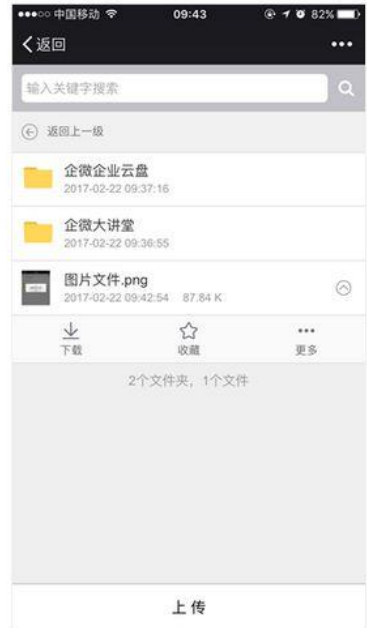 中国移动 09:43 82%
返回
输入关键字搜索
返回上一级
企微企业云盘
2017-02-22 09:37:16
企微大讲堂
2017-02-22 09:36:55
图片文件.png
2017-02-22 09:42:54 87.84 K
下载 收藏 更多
2个文件夹，1个文件
上传